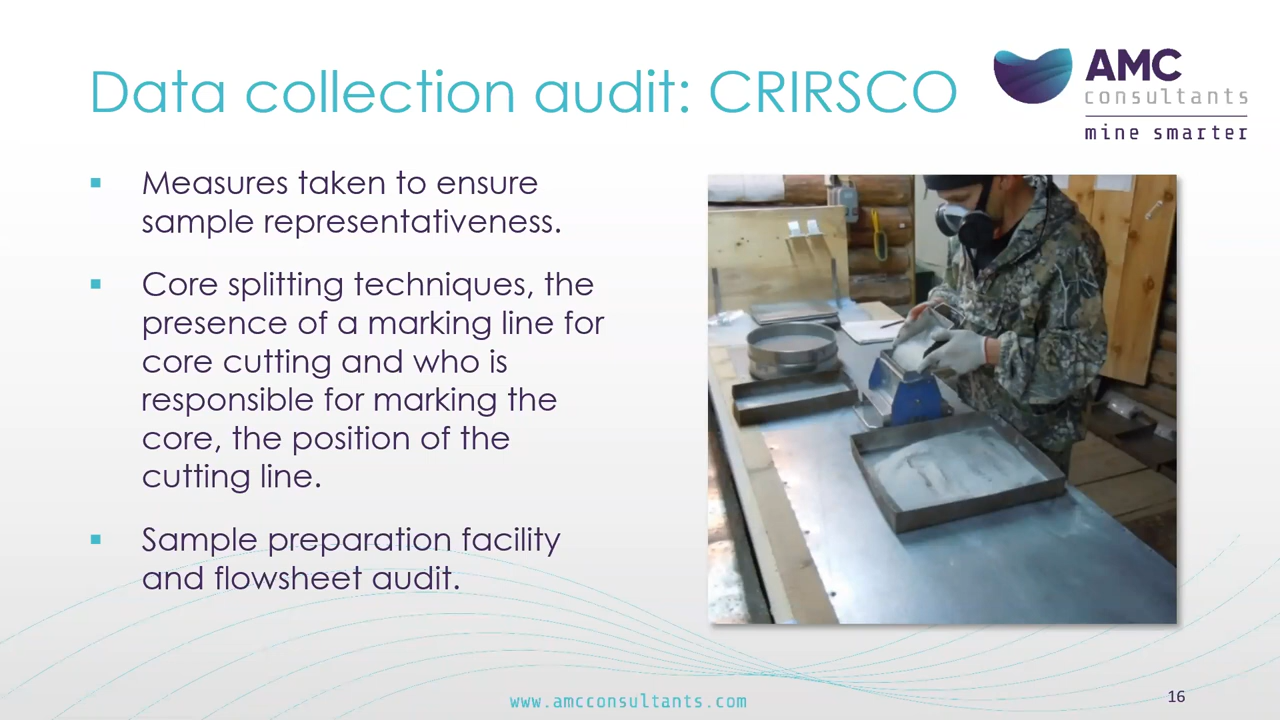 Data collection audit: CRIRSCO
AMC
consultants
mine smarter
Measures taken to ensure
sample representativeness.
Core splitting techniques, the
presence of a marking line for
core cutting and who is
responsible for marking the
core, the position of the
cutting line.
Sample preparation facility
and flowsheet audit.
www.amcconsultants.com
16